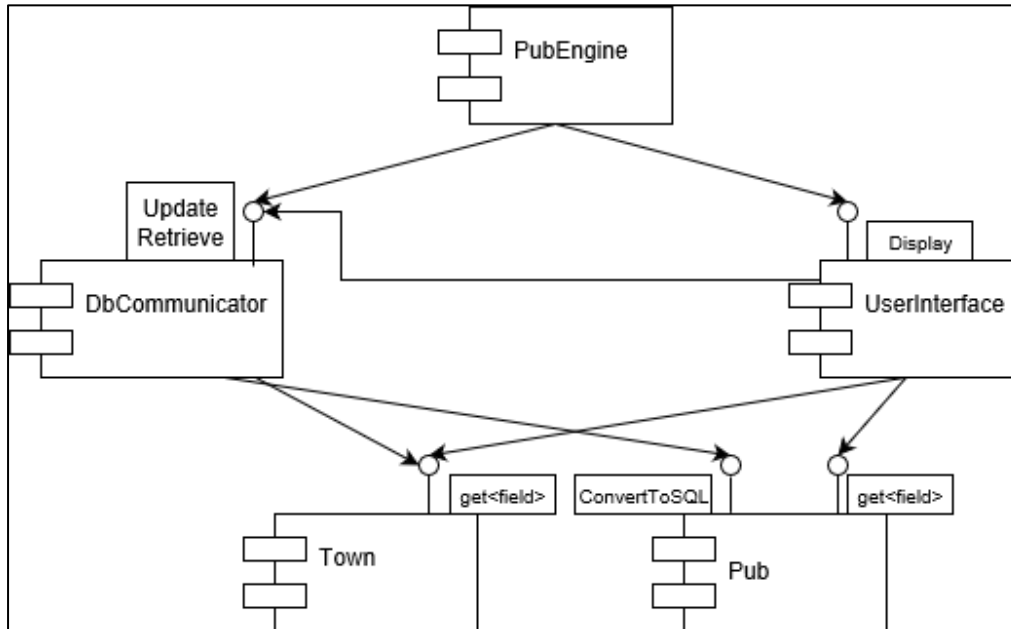 PubEngine
Update
Retrieve
Display
DbCommunicator
UserInterface
get<field>
ConvertToSQL
get<field>
Town
Pub